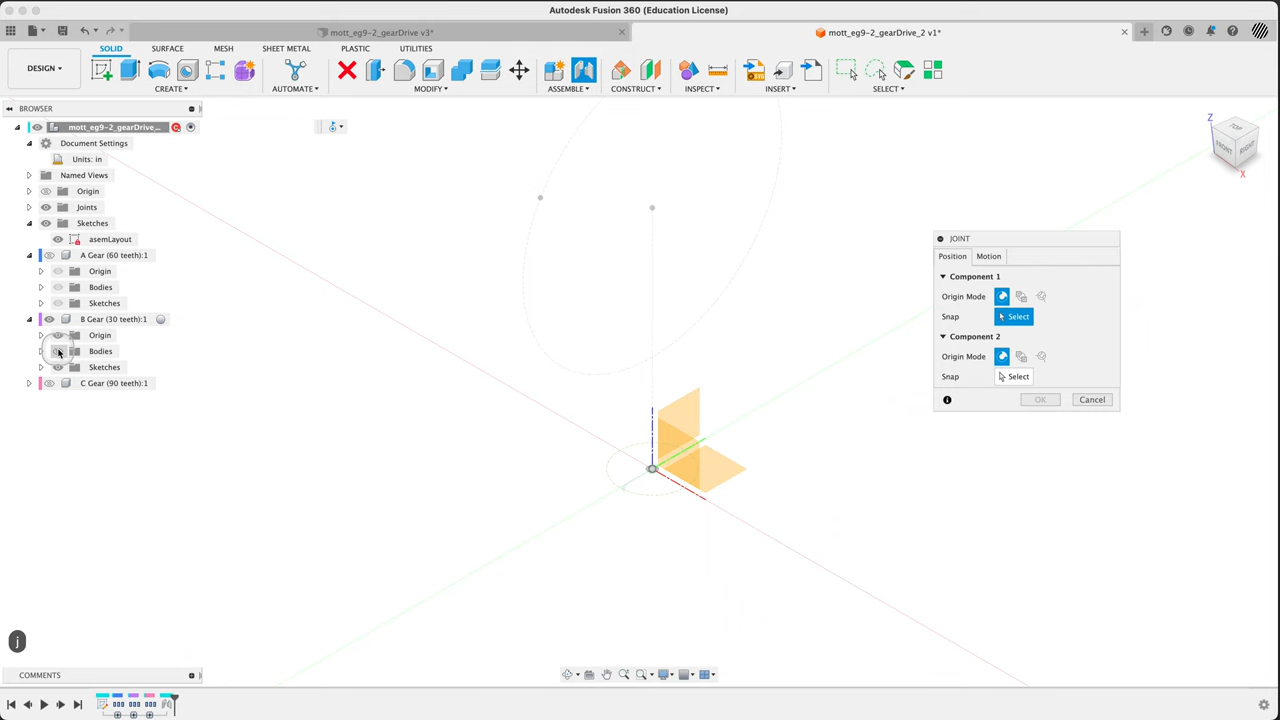 Autodesk Fusion 360 (Education License)
mott_eg9-2_gearDrive v3*
mott_eg9-2_gearDrive_2 v1*
SOLID SURFACE MESH SHEET METAL PLASTIC UTILITIES
DESIGN
CREATE AUTOMATE MODIFY ASSEMBLE CONSTRUCT INSPECT INSERT SELECT
BROWSER
mott_eg9-2_gearDrive_...
Document Settings
Units: in
Named Views
Origin
Joints
Sketches
asemLayout
A Gear (60 teeth):1
Origin
Bodies
Sketches
B Gear (30 teeth):1
Origin
Bodies
Sketches
C Gear (90 teeth):1
Z
TOP
FRONT
RIGHT
X
JOINT
Position Motion
Component 1
Origin Mode
Snap Select
Component 2
Origin Mode
Snap Select
OK Cancel
j
COMMENTS